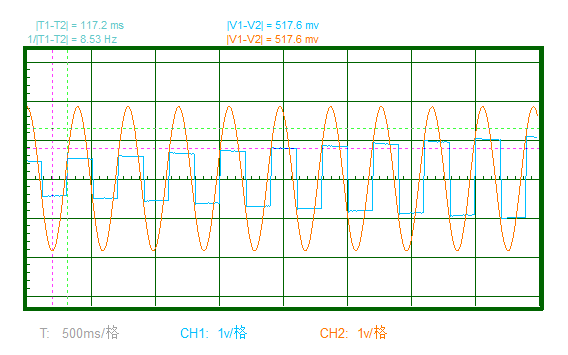 |T1-T2| = 117.2 ms |V1-V2| = 517.6 mv
1/|T1-T2| = 8.53 Hz |V1-V2| = 517.6 mv
T: 500ms/格 CH1: 1v/格 CH2: 1v/格